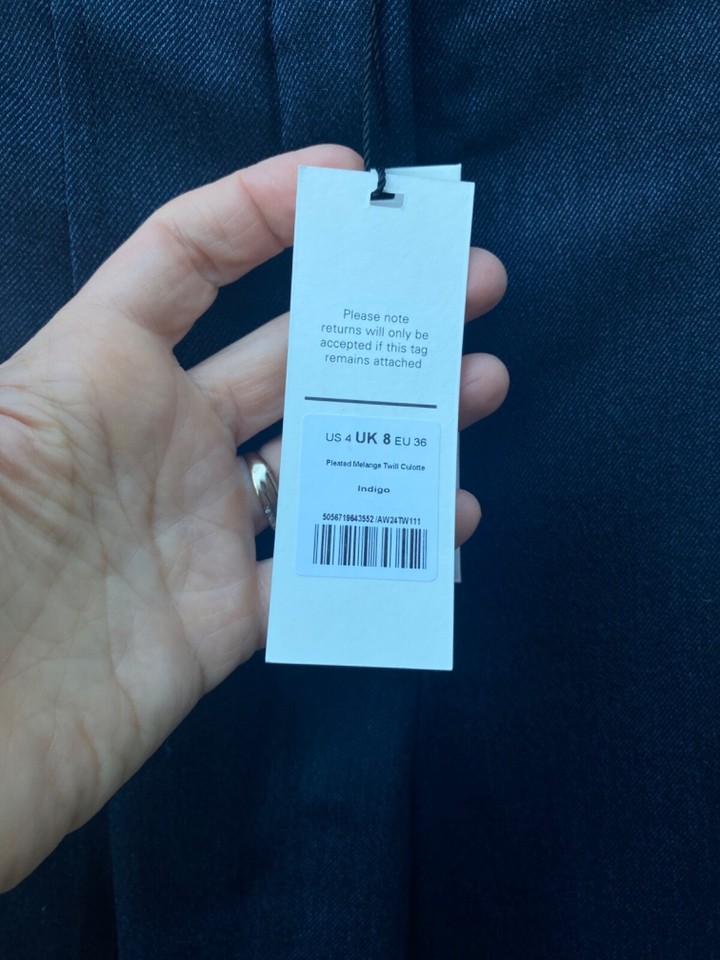 Please note
returns will only be
accepted if this tag
remains attached
US 4 UK 8 EU 36
Pleated Melange Twill Culotte
Indigo
5056719643552 /AW24TW111